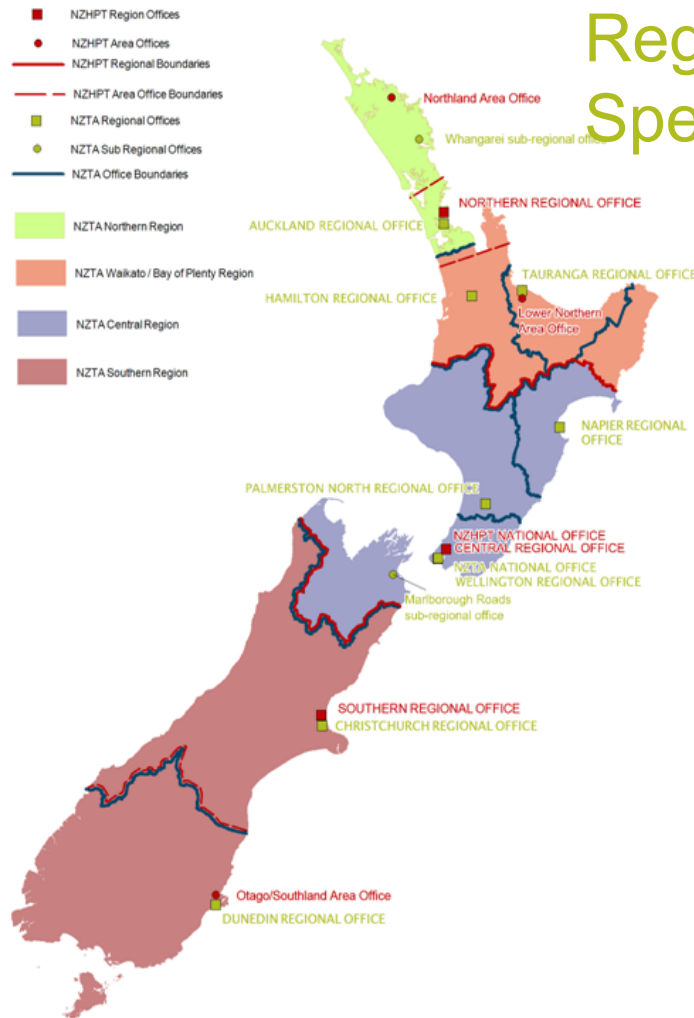 Reg
Spe
NZHPT Region Offices
NZHPT Area Offices
NZHPT Regional Boundaries
NZHPT Area Office Boundaries
NZTA Regional Offices
NZTA Sub Regional Offices
NZTA Office Boundaries
NZTA Northern Region
NZTA Waikato / Bay of Plenty Region
NZTA Central Region
NZTA Southern Region
Northland Area Office
Whangarei sub-regional office
NORTHERN REGIONAL OFFICE
AUCKLAND REGIONAL OFFICE
TAURANGA REGIONAL OFFICE
HAMILTON REGIONAL OFFICE
Lower Northern
Area Office
NAPIER REGIONAL
OFFICE
PALMERSTON NORTH REGIONAL OFFICE
NZHPT NATIONAL OFFICE
CENTRAL REGIONAL OFFICE
NZTA NATIONAL OFFICE
WELLINGTON REGIONAL OFFICE
Marlborough Roads
sub-regional office
SOUTHERN REGIONAL OFFICE
CHRISTCHURCH REGIONAL OFFICE
Otago/Southland Area Office
DUNEDIN REGIONAL OFFICE